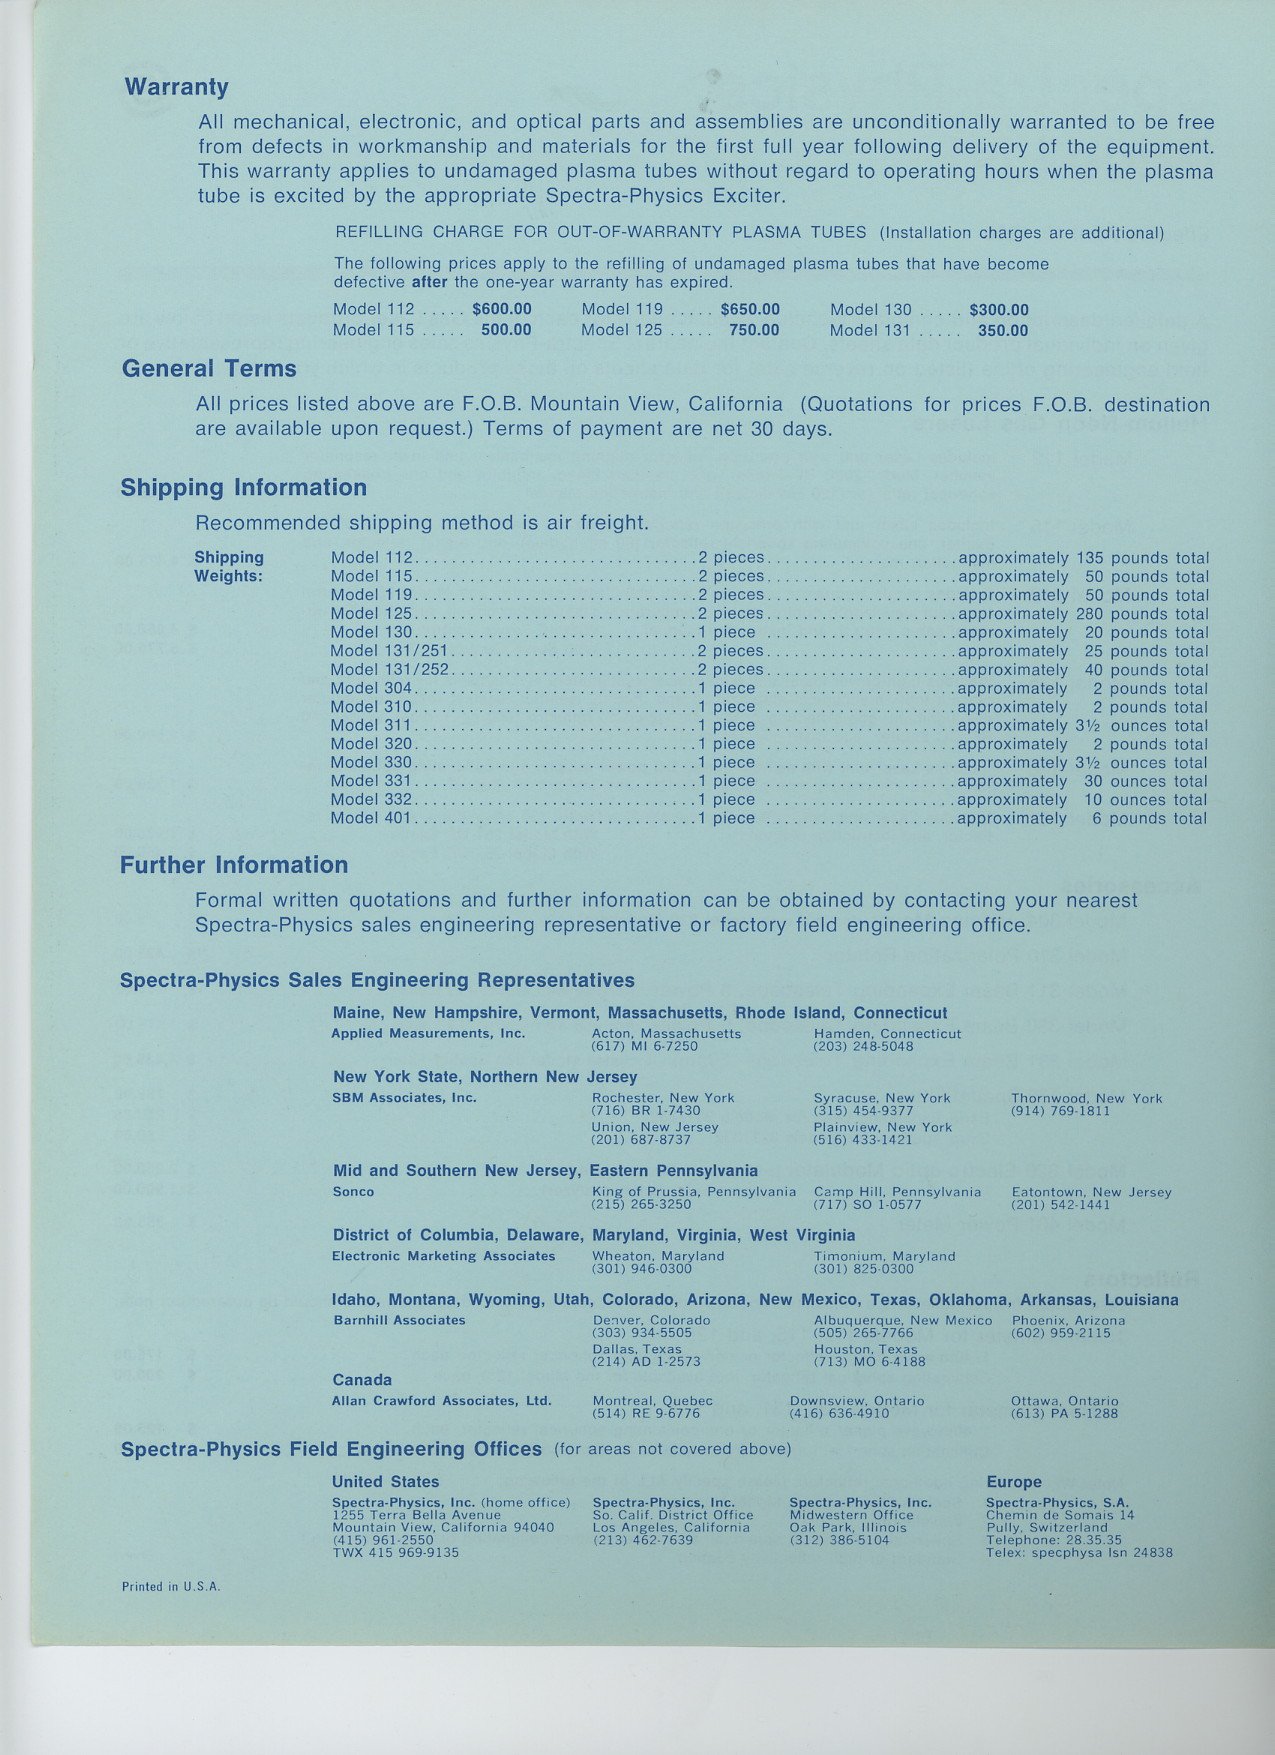 Warranty
All mechanical, electronic, and optical parts and assemblies are unconditionally warranted to be free
from defects in workmanship and materials for the first full year following delivery of the equipment.
This warranty applies to undamaged plasma tubes without regard to operating hours when the plasma
tube is excited by the appropriate Spectra-Physics Exciter.
REFILLING CHARGE FOR OUT-OF-WARRANTY PLASMA TUBES (Installation charges are additional)
The following prices apply to the refilling of undamaged plasma tubes that have become
defective after the one-year warranty has expired.
Model 112 ..... $600.00 Model 119 ..... $650.00 Model 130 ..... $300.00
Model 115 ..... 500.00 Model 125 ..... 750.00 Model 131 ..... 350.00
General Terms
All prices listed above are F.O.B. Mountain View, California (Quotations for prices F.O.B. destination
are available upon request.) Terms of payment are net 30 days.
Shipping Information
Recommended shipping method is air freight.
Shipping Model 112...............................2 pieces.....................approximately 135 pounds total
Weights: Model 115...............................2 pieces.....................approximately 50 pounds total
Model 119...............................2 pieces.....................approximately 50 pounds total
Model 125...............................2 pieces.....................approximately 280 pounds total
Model 130...............................1 piece .....................approximately 20 pounds total
Model 131/251...........................2 pieces.....................approximately 25 pounds total
Model 131/252...........................2 pieces.....................approximately 40 pounds total
Model 304...............................1 piece .....................approximately 2 pounds total
Model 310...............................1 piece .....................approximately 2 pounds total
Model 311...............................1 piece .....................approximately 3½ ounces total
Model 320...............................1 piece .....................approximately 2 pounds total
Model 330...............................1 piece .....................approximately 3½ ounces total
Model 331...............................1 piece .....................approximately 30 ounces total
Model 332...............................1 piece .....................approximately 10 ounces total
Model 401...............................1 piece .....................approximately 6 pounds total
Further Information
Formal written quotations and further information can be obtained by contacting your nearest
Spectra-Physics sales engineering representative or factory field engineering office.
Spectra-Physics Sales Engineering Representatives
Maine, New Hampshire, Vermont, Massachusetts, Rhode Island, Connecticut
Applied Measurements, Inc. Acton, Massachusetts Hamden, Connecticut
(617) MI 6-7250 (203) 248-5048
New York State, Northern New Jersey
SBM Associates, Inc. Rochester, New York Syracuse, New York Thornwood, New York
(716) BR 1-7430 (315) 454-9377 (914) 769-1811
Union, New Jersey Plainview, New York
(201) 687-8737 (516) 433-1421
Mid and Southern New Jersey, Eastern Pennsylvania
Sonco King of Prussia, Pennsylvania Camp Hill, Pennsylvania Eatontown, New Jersey
(215) 265-3250 (717) SO 1-0577 (201) 542-1441
District of Columbia, Delaware, Maryland, Virginia, West Virginia
Electronic Marketing Associates Wheaton, Maryland Timonium, Maryland
(301) 946-0300 (301) 825-0300
Idaho, Montana, Wyoming, Utah, Colorado, Arizona, New Mexico, Texas, Oklahoma, Arkansas, Louisiana
Barnhill Associates Denver, Colorado Albuquerque, New Mexico Phoenix, Arizona
(303) 934-5505 (505) 265-7766 (602) 959-2115
Dallas, Texas Houston, Texas
(214) AD 1-2573 (713) MO 6-4188
Canada
Allan Crawford Associates, Ltd. Montreal, Quebec Downsview, Ontario Ottawa, Ontario
(514) RE 9-6776 (416) 636-4910 (613) PA 5-1288
Spectra-Physics Field Engineering Offices (for areas not covered above)
United States Europe
Spectra-Physics, Inc. (home office) Spectra-Physics, Inc. Spectra-Physics, Inc. Spectra-Physics, S.A.
1255 Terra Bella Avenue So. Calif. District Office Midwestern Office Chemin de Somais 14
Mountain View, California 94040 Los Angeles, California Oak Park, Illinois Pully, Switzerland
(415) 961-2550 (213) 462-7639 (312) 386-5104 Telephone: 28.35.35
TWX 415 969-9135 Telex: specphysa lsn 24838
Printed in U.S.A.